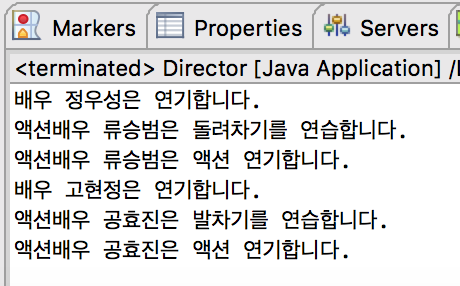 Markers Properties Servers
<terminated> Director [Java Application] /
배우 정우성은 연기합니다.
액션배우 류승범은 돌려차기를 연습합니다.
액션배우 류승범은 액션 연기합니다.
배우 고현정은 연기합니다.
액션배우 공효진은 발차기를 연습합니다.
액션배우 공효진은 액션 연기합니다.